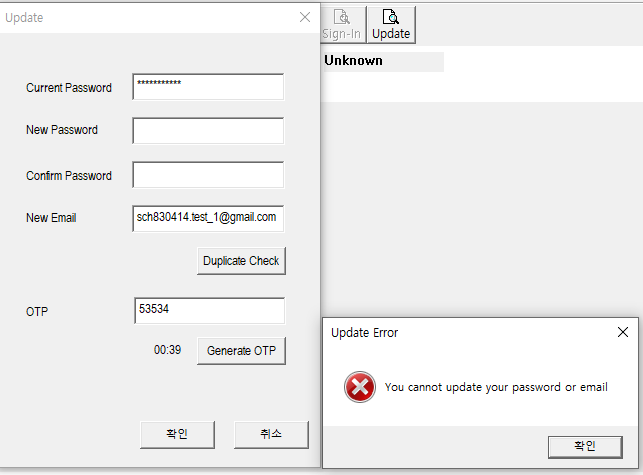 Update
Sign-In
Update
Unknown
Current Password
***********
New Password
Confirm Password
New Email
sch830414.test_1@gmail.com
Duplicate Check
OTP
53534
00:39
Generate OTP
확인
취소
Update Error
You cannot update your password or email
확인